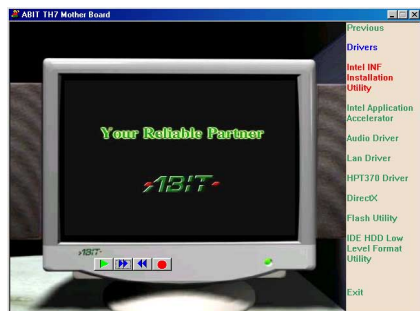 ABIT TH7 Mother Board
Previous
Drivers
Intel INF
Installation
Utility
Intel Application
Accelerator
Audio Driver
Lan Driver
HPT370 Driver
DirectX
Flash Utility
IDE HDD Low
Level Format
Utility
Exit
Your Reliable Partner
ABIT
ABIT